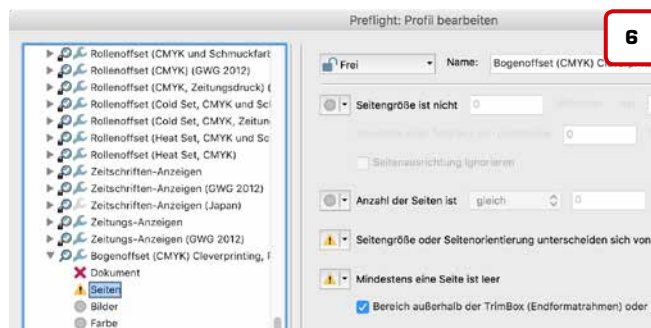 Preflight: Profil bearbeiten
6
Rollenoffset (CMYK und Schmuckfarl
Rollenoffset (CMYK) (GWG 2012)
Rollenoffset (CMYK, Zeitungsdruck) (
Rollenoffset (Cold Set, CMYK und Scl
Rollenoffset (Cold Set, CMYK, Zeitun
Rollenoffset (Heat Set, CMYK und Sc
Rollenoffset (Heat Set, CMYK)
Zeitschriften-Anzeigen
Zeitschriften-Anzeigen (GWG 2012)
Zeitschriften-Anzeigen (Japan)
Zeitungs-Anzeigen
Zeitungs-Anzeigen (GWG 2012)
Bogenoffset (CMYK) Cleverprinting, F
Dokument
Seiten
Bilder
Farbe
Frei Name: Bogenoffset (CMYK) Cleverprin
Seitengröße ist nicht 0
0
Seitenausrichtung ignorieren
Anzahl der Seiten ist gleich 0
Seitengröße oder Seitenorientierung unterscheiden sich von
Mindestens eine Seite ist leer
Bereich außerhalb der TrimBox (Endformatrahmen) oder